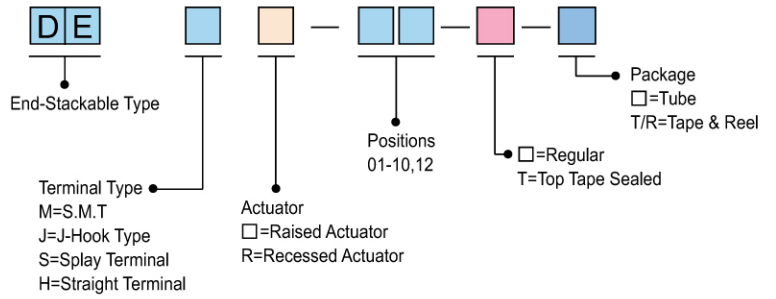 DE
End-Stackable Type
Terminal Type
M=S.M.T
J=J-Hook Type
S=Splay Terminal
H=Straight Terminal
Actuator
□=Raised Actuator
R=Recessed Actuator
Positions
01-10,12
□=Regular
T=Top Tape Sealed
Package
□=Tube
T/R=Tape & Reel